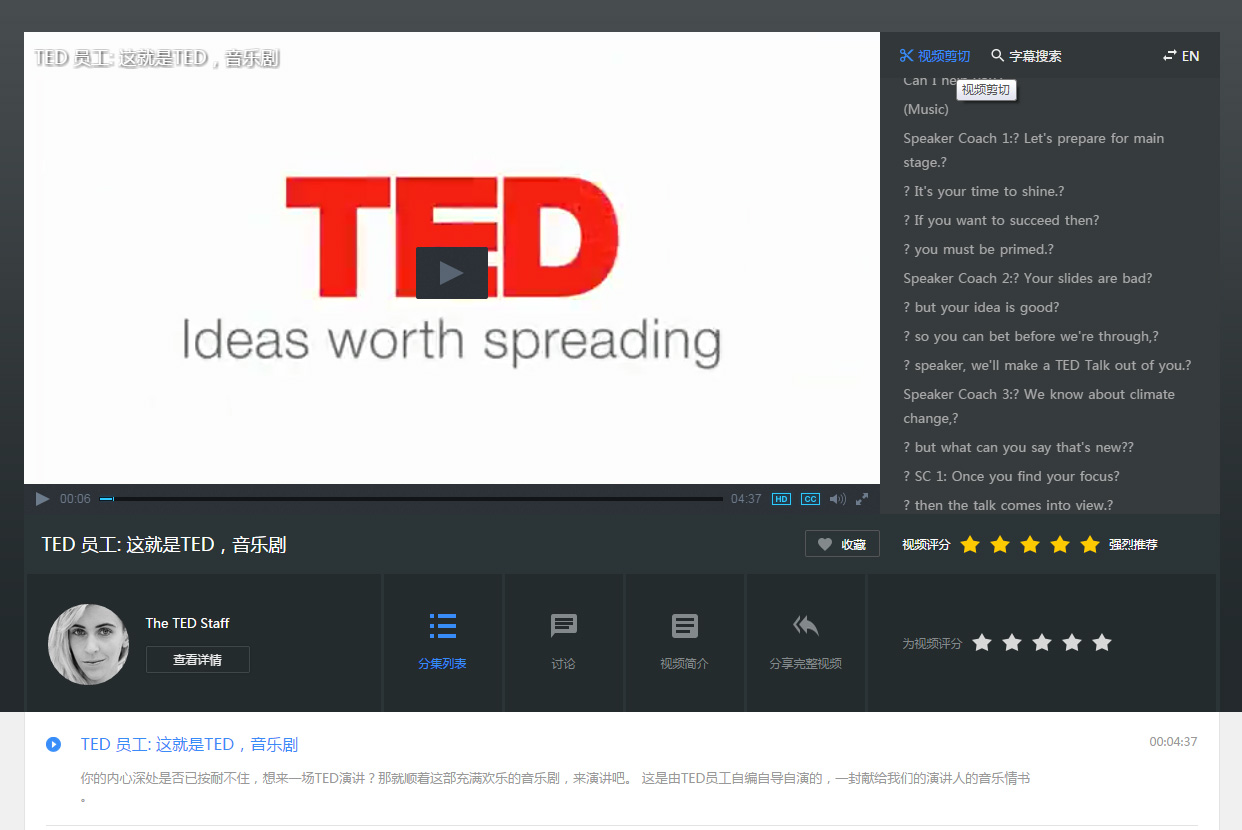 TED 员工: 这就是TED，音乐剧
TED
Ideas worth spreading
00:06
04:37
HD
CC
视频剪切
字幕搜索
EN
视频剪切
(Music)
Speaker Coach 1:? Let's prepare for main
stage.?
? It's your time to shine.?
? If you want to succeed then?
? you must be primed.?
Speaker Coach 2:? Your slides are bad?
? but your idea is good?
? so you can bet before we're through,?
? speaker, we'll make a TED Talk out of you.?
Speaker Coach 3:? We know about climate
change,?
? but what can you say that's new??
? SC 1: Once you find your focus?
? then the talk comes into view.?
TED 员工: 这就是TED，音乐剧
收藏
视频评分
强烈推荐
The TED Staff
查看详情
分集列表
讨论
视频简介
分享完整视频
为视频评分
TED 员工: 这就是TED，音乐剧
00:04:37
你的内心深处是否已按耐不住，想来一场TED演讲？那就顺着这部充满欢乐的音乐剧，来演讲吧。 这是由TED员工自编自导自演的，一封献给我们的演讲人的音乐情书
。